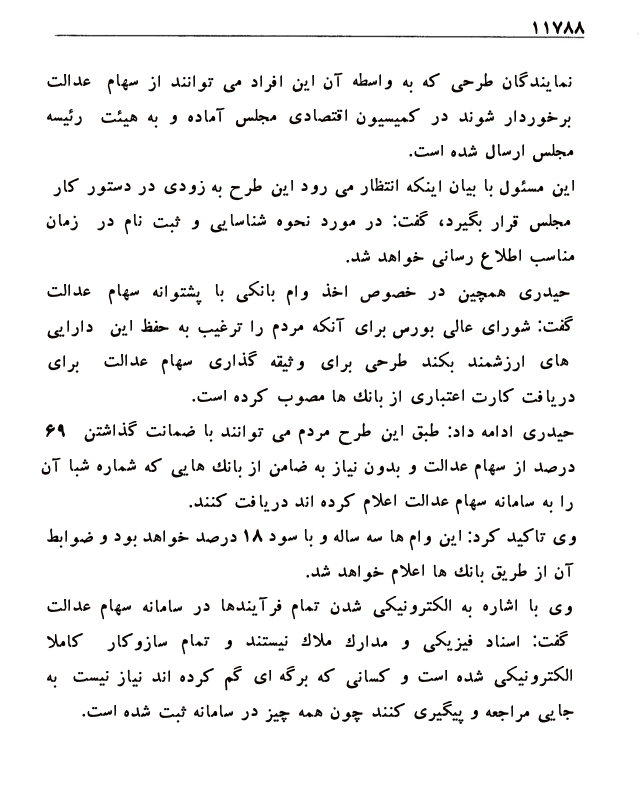 ۱۱۷۸۸
نمایندگان طرحی که به واسطه آن این افراد می توانند از سهام عدالت
برخوردار شوند در کمیسیون اقتصادی مجلس آماده و به هیئت رئیسه
مجلس ارسال شده است.
این مسئول با بیان اینکه انتظار می رود این طرح به زودی در دستور کار
مجلس قرار بگیرد، گفت: در مورد نحوه شناسایی و ثبت نام در زمان
مناسب اطلاع رسانی خواهد شد.
حیدری همچین در خصوص اخذ وام بانکی با پشتوانه سهام عدالت
گفت: شورای عالی بورس برای آنکه مردم را ترغیب به حفظ این دارایی
های ارزشمند بکند طرحی برای وثیقه گذاری سهام عدالت برای
دریافت کارت اعتباری از بانك ها مصوب کرده است.
حیدری ادامه داد: طبق این طرح مردم می توانند با ضمانت گذاشتن ۶۹
درصد از سهام عدالت و بدون نیاز به ضامن از بانك هایی که شماره شبا آن
را به سامانه سهام عدالت اعلام کرده اند دریافت کنند.
وی تاکید کرد: این وام ها سه ساله و با سود ۱۸ درصد خواهد بود و ضوابط
آن از طریق بانك ها اعلام خواهد شد.
وی با اشاره به الکترونیکی شدن تمام فرآیندها در سامانه سهام عدالت
گفت: اسناد فیزیکی و مدارك ملاك نیستند و تمام سازوکار کاملا
الکترونیکی شده است و کسانی که برگه ای گم کرده اند نیاز نیست به
جایی مراجعه و پیگیری کنند چون همه چیز در سامانه ثبت شده است.